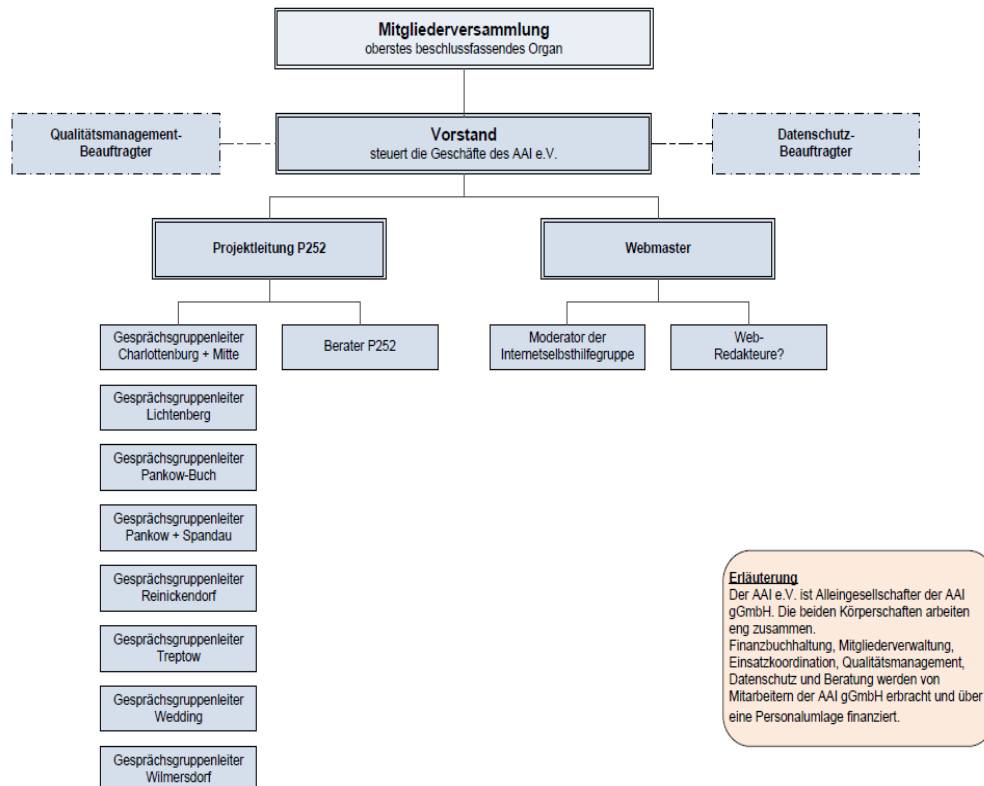 Mitgliederversammlung
oberstes beschlussfassendes Organ
Qualitätsmanagement-
Beauftragter
Vorstand
steuert die Geschäfte des AAI e.V.
Datenschutz-
Beauftragter
Projektleitung P252
Webmaster
Gesprächsgruppenleiter
Charlottenburg + Mitte
Berater P252
Moderator der
Internetselbsthilfegruppe
Web-
Redakteure?
Gesprächsgruppenleiter
Lichtenberg
Gesprächsgruppenleiter
Pankow-Buch
Gesprächsgruppenleiter
Pankow + Spandau
Gesprächsgruppenleiter
Reinickendorf
Gesprächsgruppenleiter
Treptow
Gesprächsgruppenleiter
Wedding
Gesprächsgruppenleiter
Wilmersdorf
Erläuterung
Der AAI e.V. ist Alleingesellschafter der AAI
gGmbH. Die beiden Körperschaften arbeiten
eng zusammen.
Finanzbuchhaltung, Mitgliederverwaltung,
Einsatzkoordination, Qualitätsmanagement,
Datenschutz und Beratung werden von
Mitarbeitern der AAI gGmbH erbracht und über
eine Personalumlage finanziert.